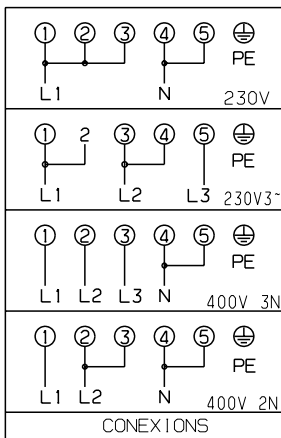 1 2 3 4 5
PE
L1 N 230V
1 2 3 4 5
PE
L1 L2 L3 230V3~
1 2 3 4 5
PE
L1 L2 L3 N 400V 3N
1 2 3 4 5
PE
L1 L2 N 400V 2N
CONEXIONS